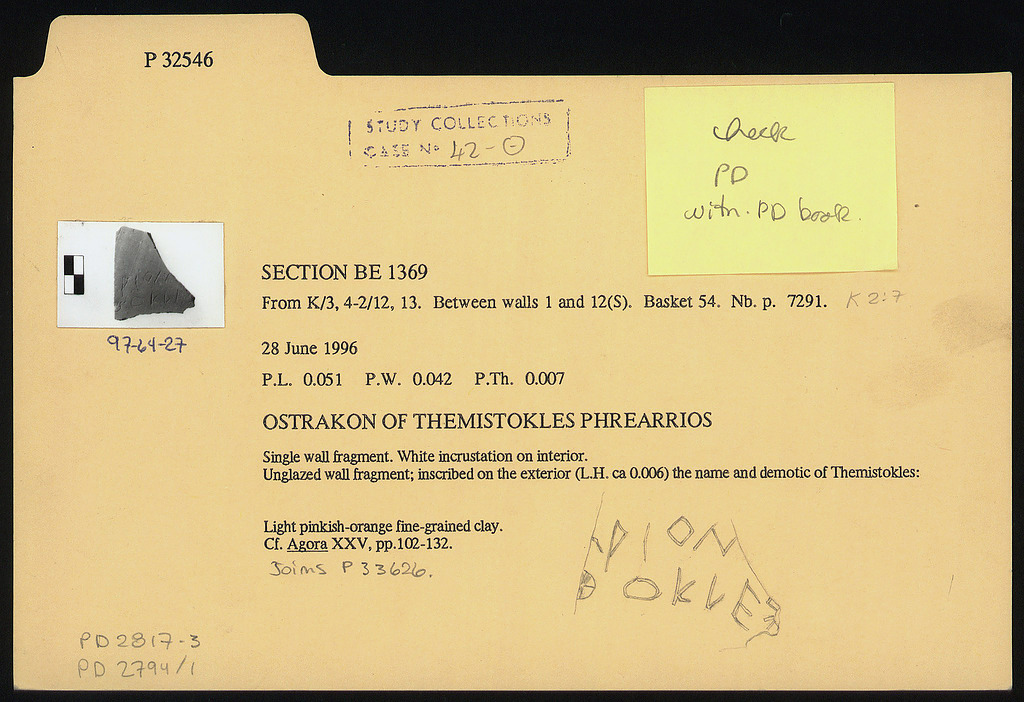 P 32546
STUDY COLLECTIONS
CASE Nº 42-Θ
check
PD
with PD book.
SECTION BE 1369
From K/3, 4-2/12, 13. Between walls 1 and 12(S). Basket 54. Nb. p. 7291. K 2:7
97-64-27
28 June 1996
P.L. 0.051 P.W. 0.042 P.Th. 0.007
OSTRAKON OF THEMISTOKLES PHREARRIOS
Single wall fragment. White incrustation on interior.
Unglazed wall fragment; inscribed on the exterior (L.H. ca 0.006) the name and demotic of Themistokles:
Light pinkish-orange fine-grained clay.
Cf. Agora XXV, pp.102-132.
Joins P 33626.
ΡΙΟΝ
ΟΚLΕ
PD 2817-3
PD 2794/1